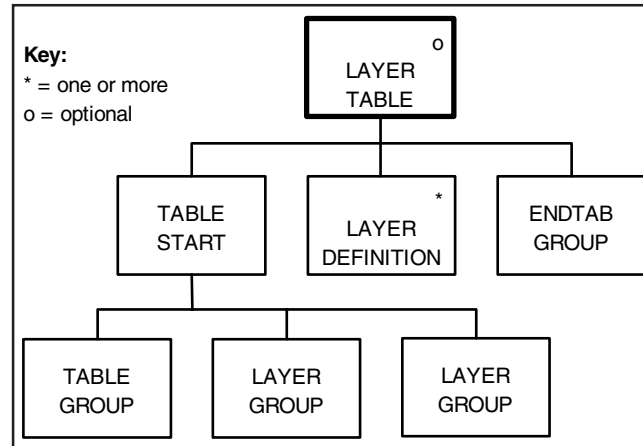 Key:
* = one or more
o = optional
o
LAYER
TABLE
TABLE
START
*
LAYER
DEFINITION
ENDTAB
GROUP
TABLE
GROUP
LAYER
GROUP
LAYER
GROUP